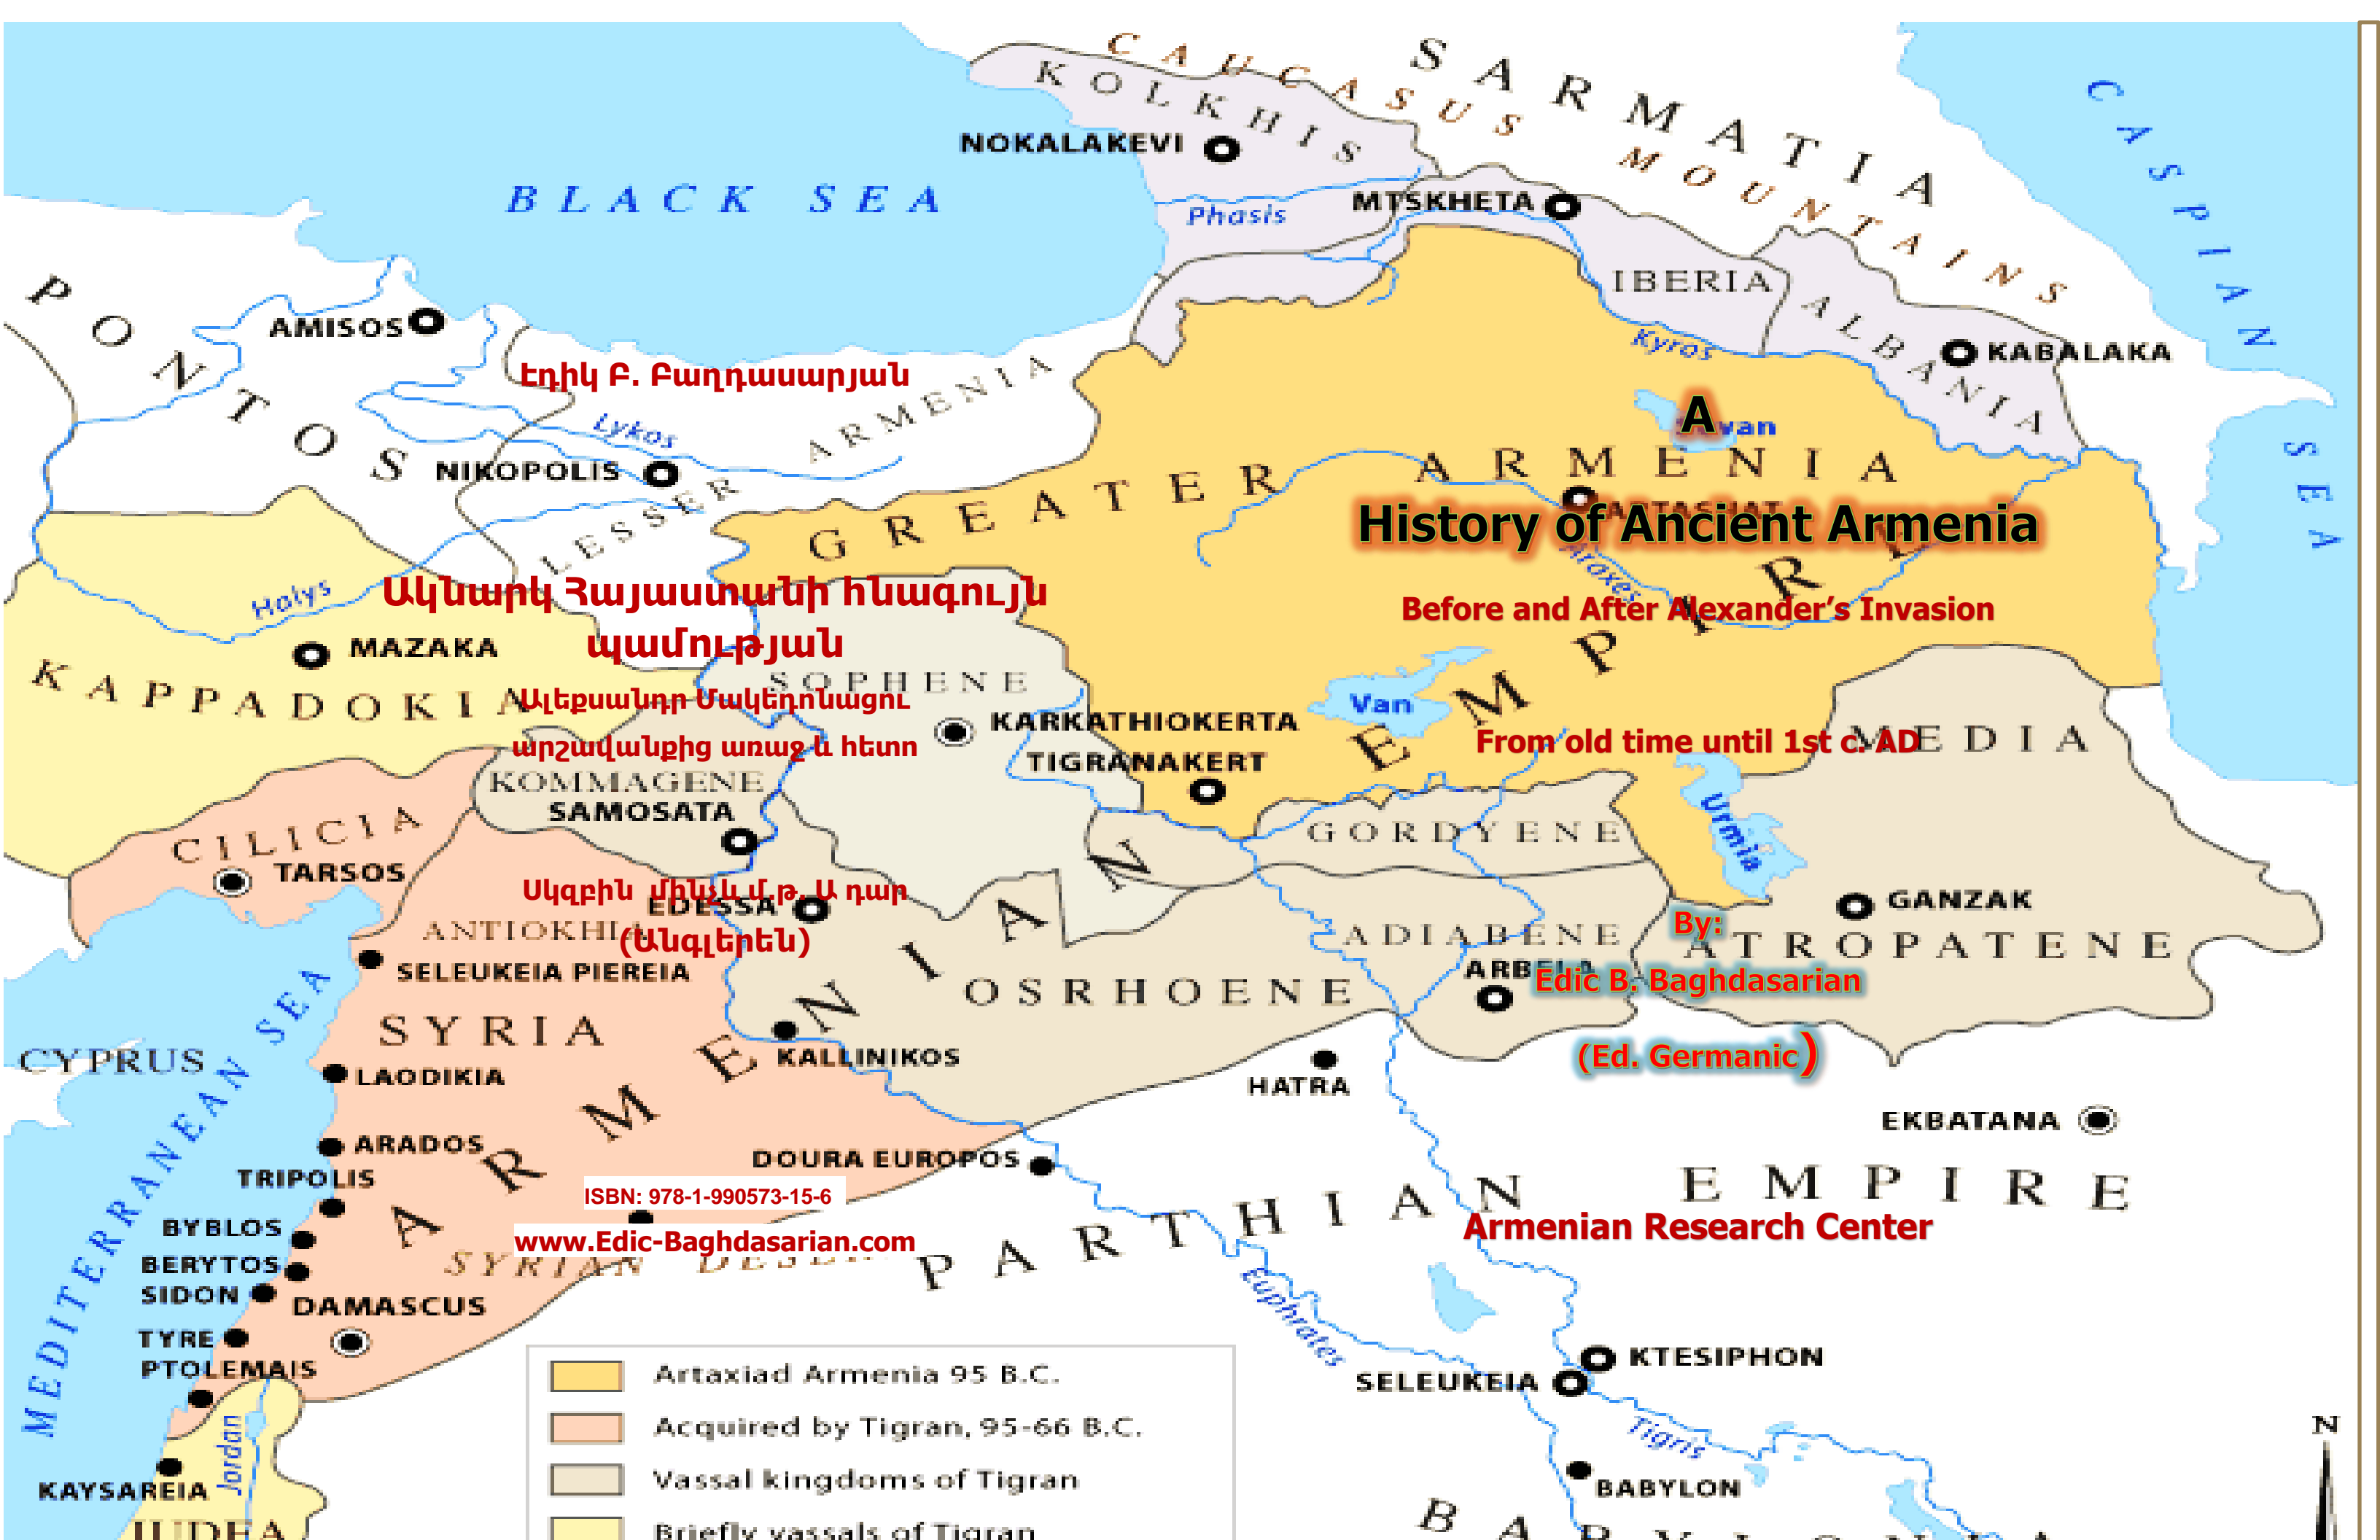 CAUCASUS MOUNTAINS
SARMATIA
KOLKHIS
NOKALAKEVI
CASPIAN SEA
BLACK SEA
Phasis
MTSKHETA
IBERIA
ALBANIA
PONTOS
AMISOS
Kyros
KABALAKA
Էդիկ Բ. Բաղդասարյան
Lykos
LESSER ARMENIA
A
NIKOPOLIS
GREATER ARMENIA
History of Ancient Armenia
Araxes
Halys
Ակնարկ Հայաստանի հնագույն
պամության
Before and After Alexander’s Invasion
MAZAKA
KAPPADOKIA
SOPHENE
Ալեքսանդր Մակեդոնացու
արշավանքից առաջ և հետո
KARKATHIOKERTA
Van
From old time until 1st c. AD
MEDIA
TIGRANAKERT
KOMMAGENE
SAMOSATA
Urmia
CILICIA
TARSOS
GORDYENE
Սկզբին մինչև մ.թ. Ա դար
(Անգլերեն)
EDESSA
GANZAK
ANTIOKHIA
ADIABENE
By:
ATROPATENE
SELEUKEIA PIEREIA
ARBELA
Edic B. Baghdasarian
OSRHOENE
SYRIA
(Ed. Germanic)
CYPRUS
KALLINIKOS
LAODIKIA
HATRA
EKBATANA
MEDITERRANEAN SEA
ARADOS
ARMENIAN EMPIRE
DOURA EUROPOS
TRIPOLIS
PARTHIAN EMPIRE
ISBN: 978-1-990573-15-6
BYBLOS
www.Edic-Baghdasarian.com
Armenian Research Center
SYRIAN
BERYTOS
SIDON
DAMASCUS
Euphrates
TYRE
PTOLEMAIS
KTESIPHON
SELEUKEIA
Artaxiad Armenia 95 B.C.
Acquired by Tigran, 95-66 B.C.
Tigris
N
Jordan
Vassal kingdoms of Tigran
KAYSAREIA
BABYLON
JUDEA
Briefly vassals of Tigran